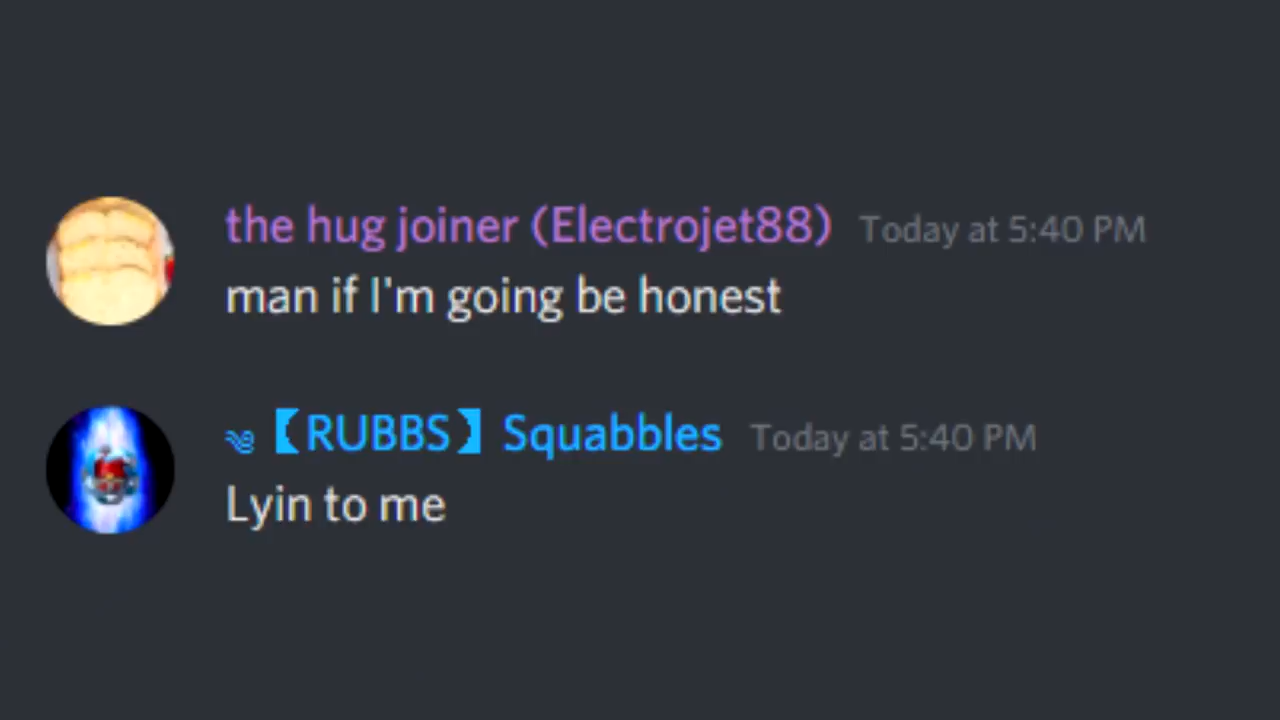 the hug joiner (Electrojet88) Today at 5:40 PM
man if I'm going be honest
༄【RUBBS】Squabbles Today at 5:40 PM
Lyin to me